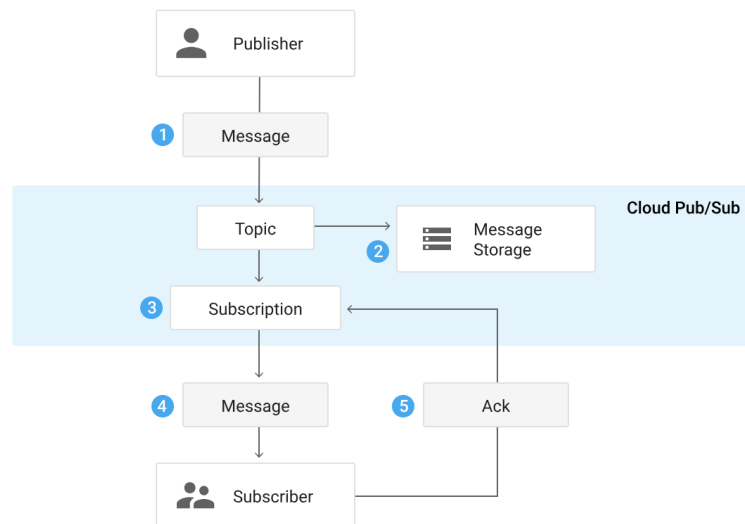 Publisher
1
Message
Cloud Pub/Sub
Topic
2
Message
Storage
3
Subscription
4
Message
5
Ack
Subscriber